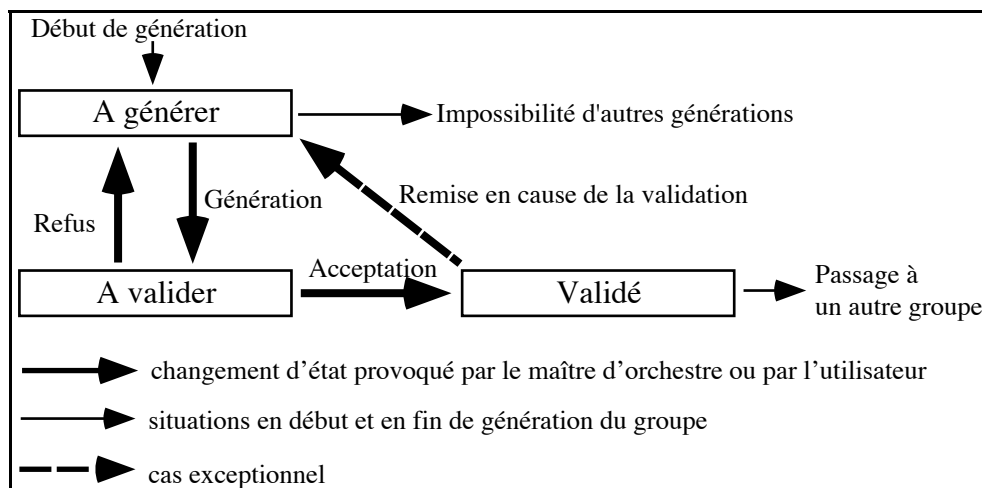 Début de génération
A générer
Impossibilité d'autres générations
Remise en cause de la validation
Génération
Refus
Acceptation
A valider
Validé
Passage à
un autre groupe
changement d’état provoqué par le maître d’orchestre ou par l’utilisateur
situations en début et en fin de génération du groupe
cas exceptionnel